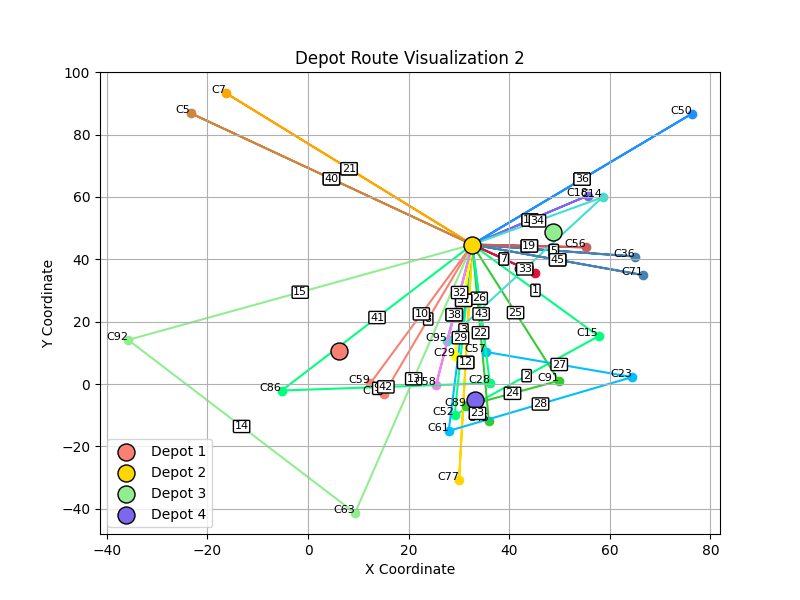 Depot Route Visualization 2
Y Coordinate
100
80
60
40
20
0
−20
−40
−40
−20
0
20
40
60
80
X Coordinate
C7
C5
C50
21
40
36
C14
34
C56
19
5
C36
45
7
33
C71
15
32
26
1
10
38
43
25
41
C92
C95
29
22
C15
C29
C57
12
27
C59
13
42
C58
C28
2
C91
C23
C86
24
C89
28
C52
23
14
C61
C77
C63
Depot 1
Depot 2
Depot 3
Depot 4